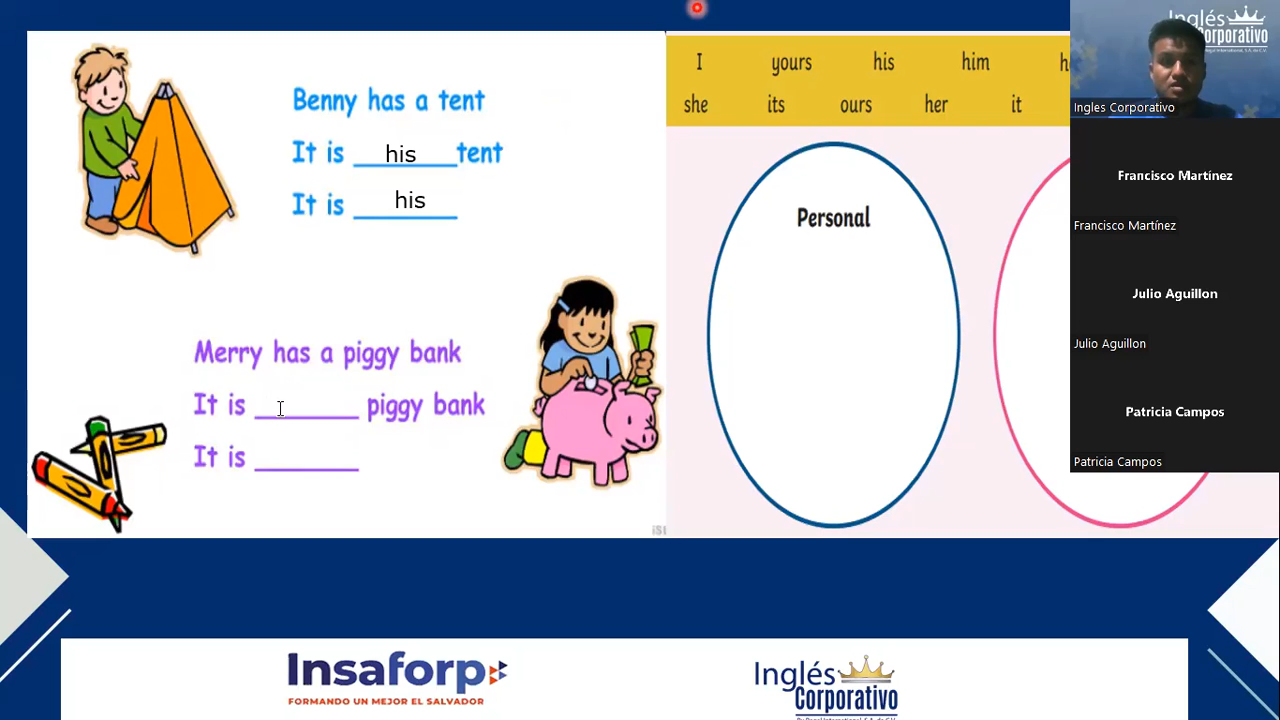 Benny has a tent
It is his tent
It is his
Merry has a piggy bank
It is _______ piggy bank
It is _______
I yours his him
she its ours her it
Personal
Inglés
Corporativo
Ingles Corporativo
Francisco Martínez
Francisco Martínez
Julio Aguillon
Julio Aguillon
Patricia Campos
Patricia Campos
Insaforp
FORMANDO UN MEJOR EL SALVADOR
Inglés
Corporativo